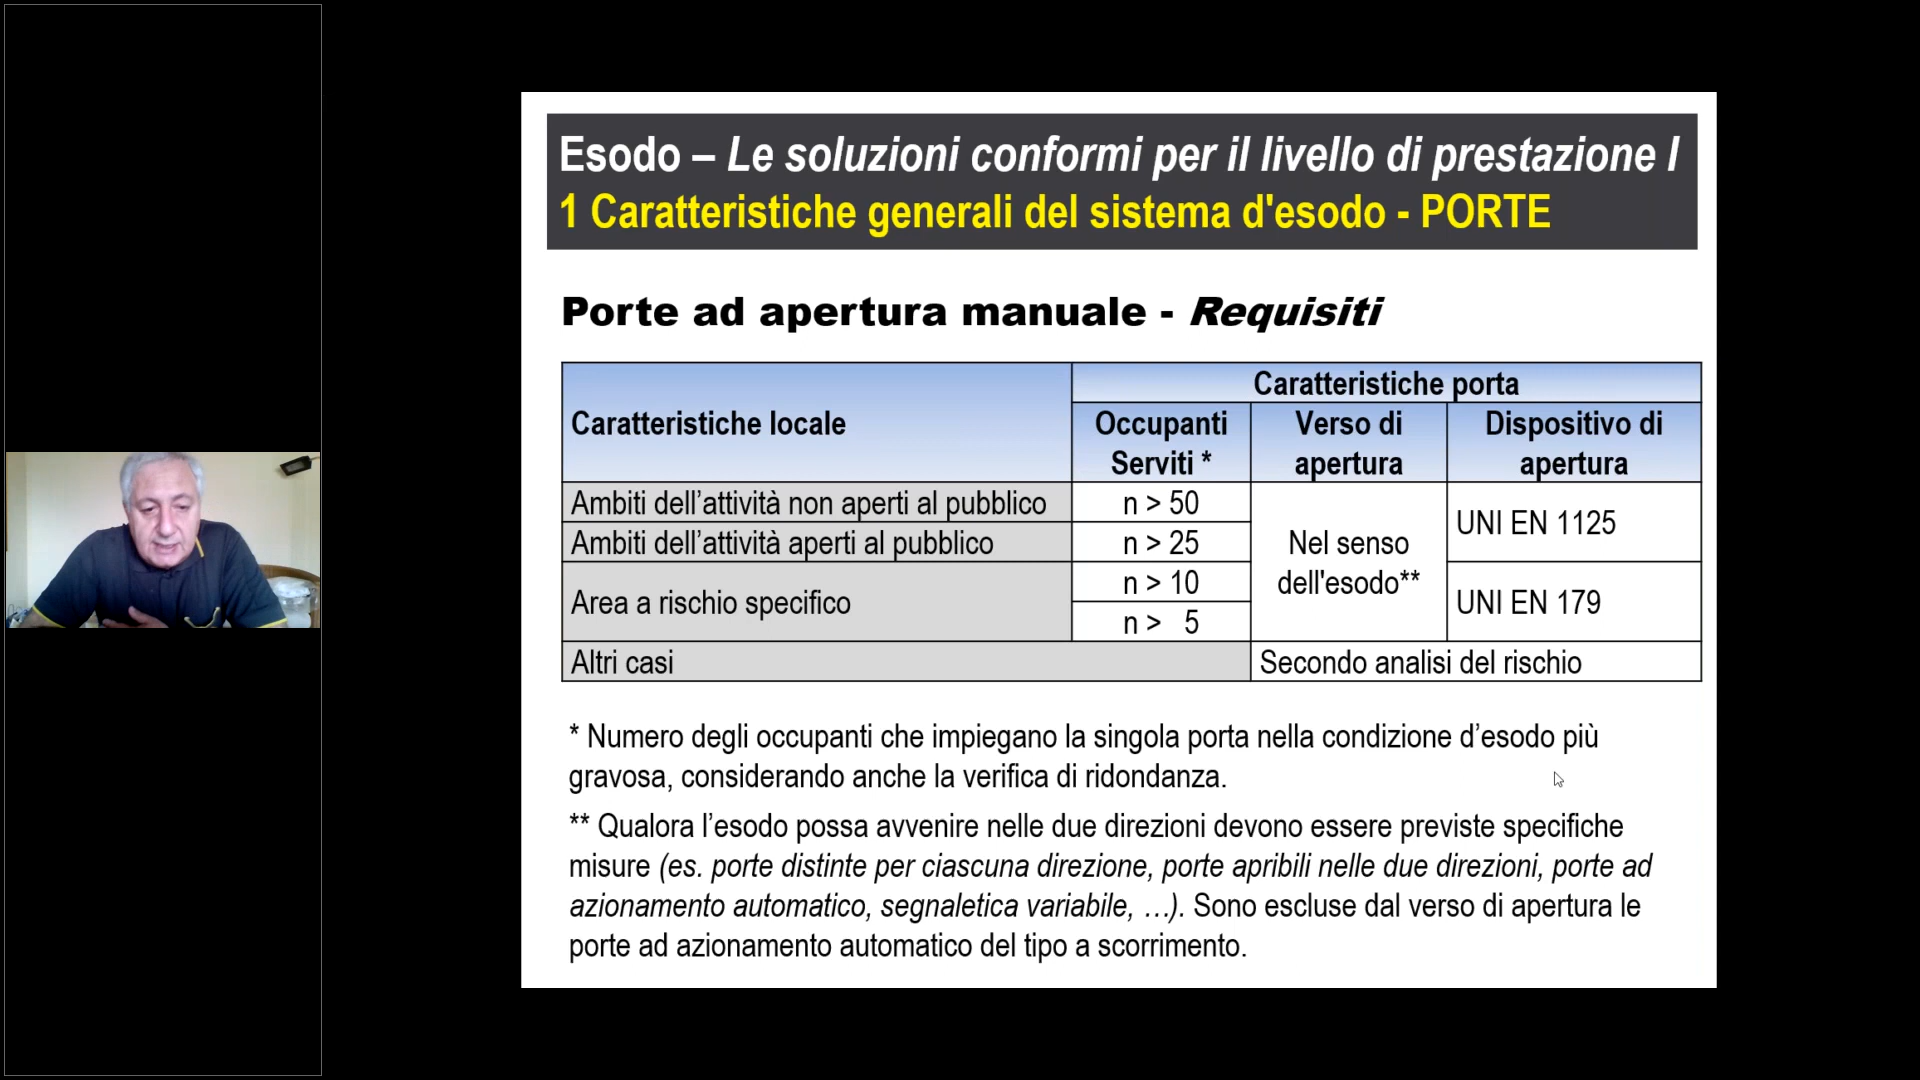 Esodo – Le soluzioni conformi per il livello di prestazione I
1 Caratteristiche generali del sistema d'esodo - PORTE
Porte ad apertura manuale - Requisiti
Caratteristiche locale
Caratteristiche porta
Occupanti Serviti *
Verso di apertura
Dispositivo di apertura
Ambiti dell’attività non aperti al pubblico
n > 50
Nel senso dell'esodo**
UNI EN 1125
Ambiti dell’attività aperti al pubblico
n > 25
Area a rischio specifico
n > 10
UNI EN 179
n > 5
Altri casi
Secondo analisi del rischio
* Numero degli occupanti che impiegano la singola porta nella condizione d’esodo più
gravosa, considerando anche la verifica di ridondanza.
** Qualora l’esodo possa avvenire nelle due direzioni devono essere previste specifiche
misure (es. porte distinte per ciascuna direzione, porte apribili nelle due direzioni, porte ad
azionamento automatico, segnaletica variabile, …). Sono escluse dal verso di apertura le
porte ad azionamento automatico del tipo a scorrimento.